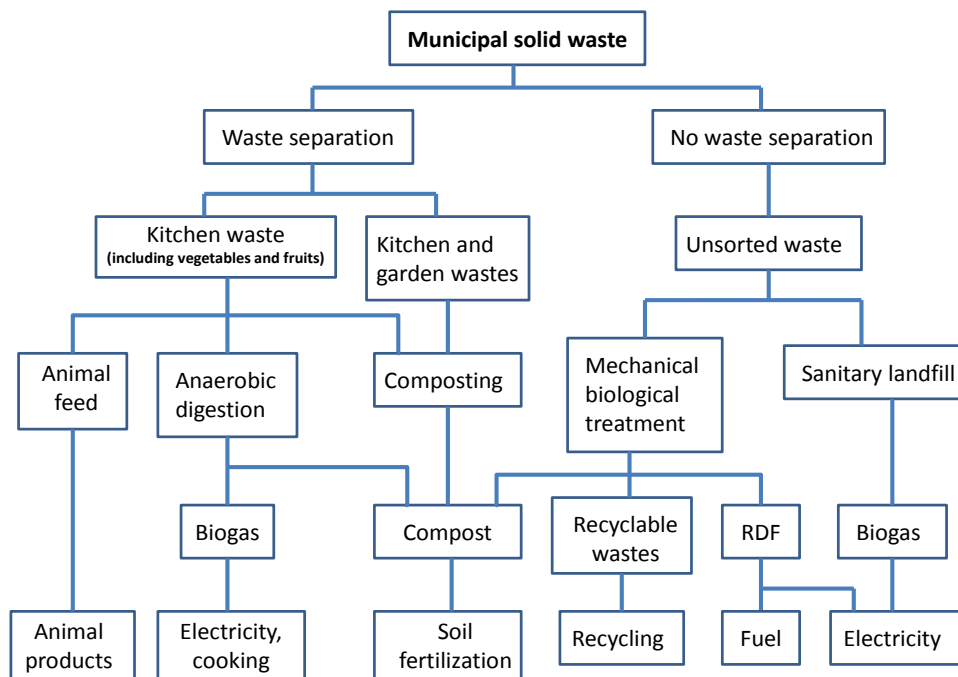 Municipal solid waste
Waste separation
No waste separation
Kitchen waste
(including vegetables and fruits)
Kitchen and
garden wastes
Unsorted waste
Animal
feed
Anaerobic
digestion
Composting
Mechanical
biological
treatment
Sanitary landfill
Biogas
Compost
Recyclable
wastes
RDF
Biogas
Animal
products
Electricity,
cooking
Soil
fertilization
Recycling
Fuel
Electricity